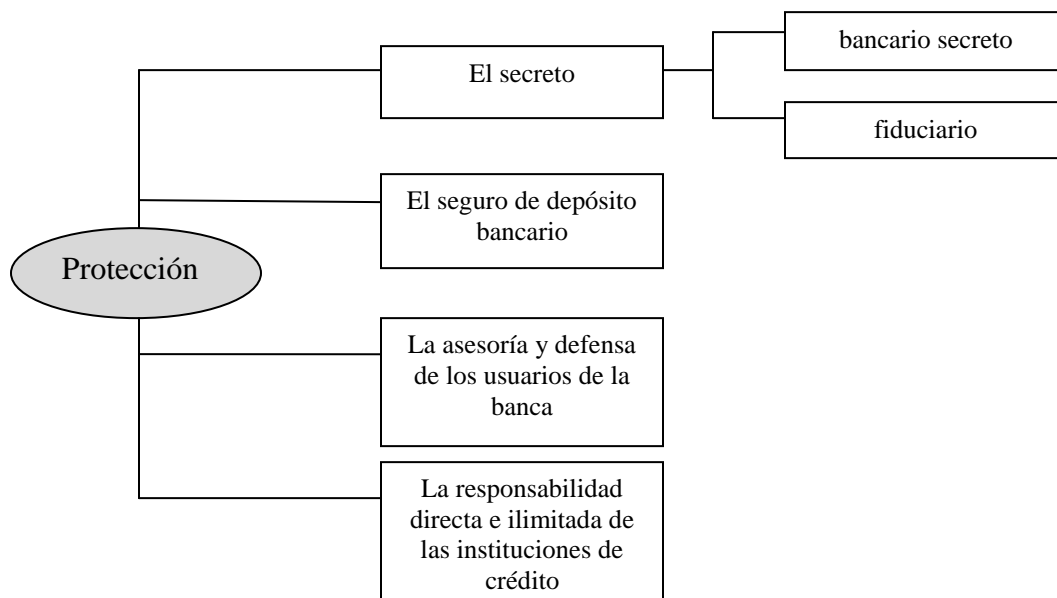 Protección
El secreto
bancario secreto
fiduciario
El seguro de depósito
bancario
La asesoría y defensa
de los usuarios de la
banca
La responsabilidad
directa e ilimitada de
las instituciones de
crédito